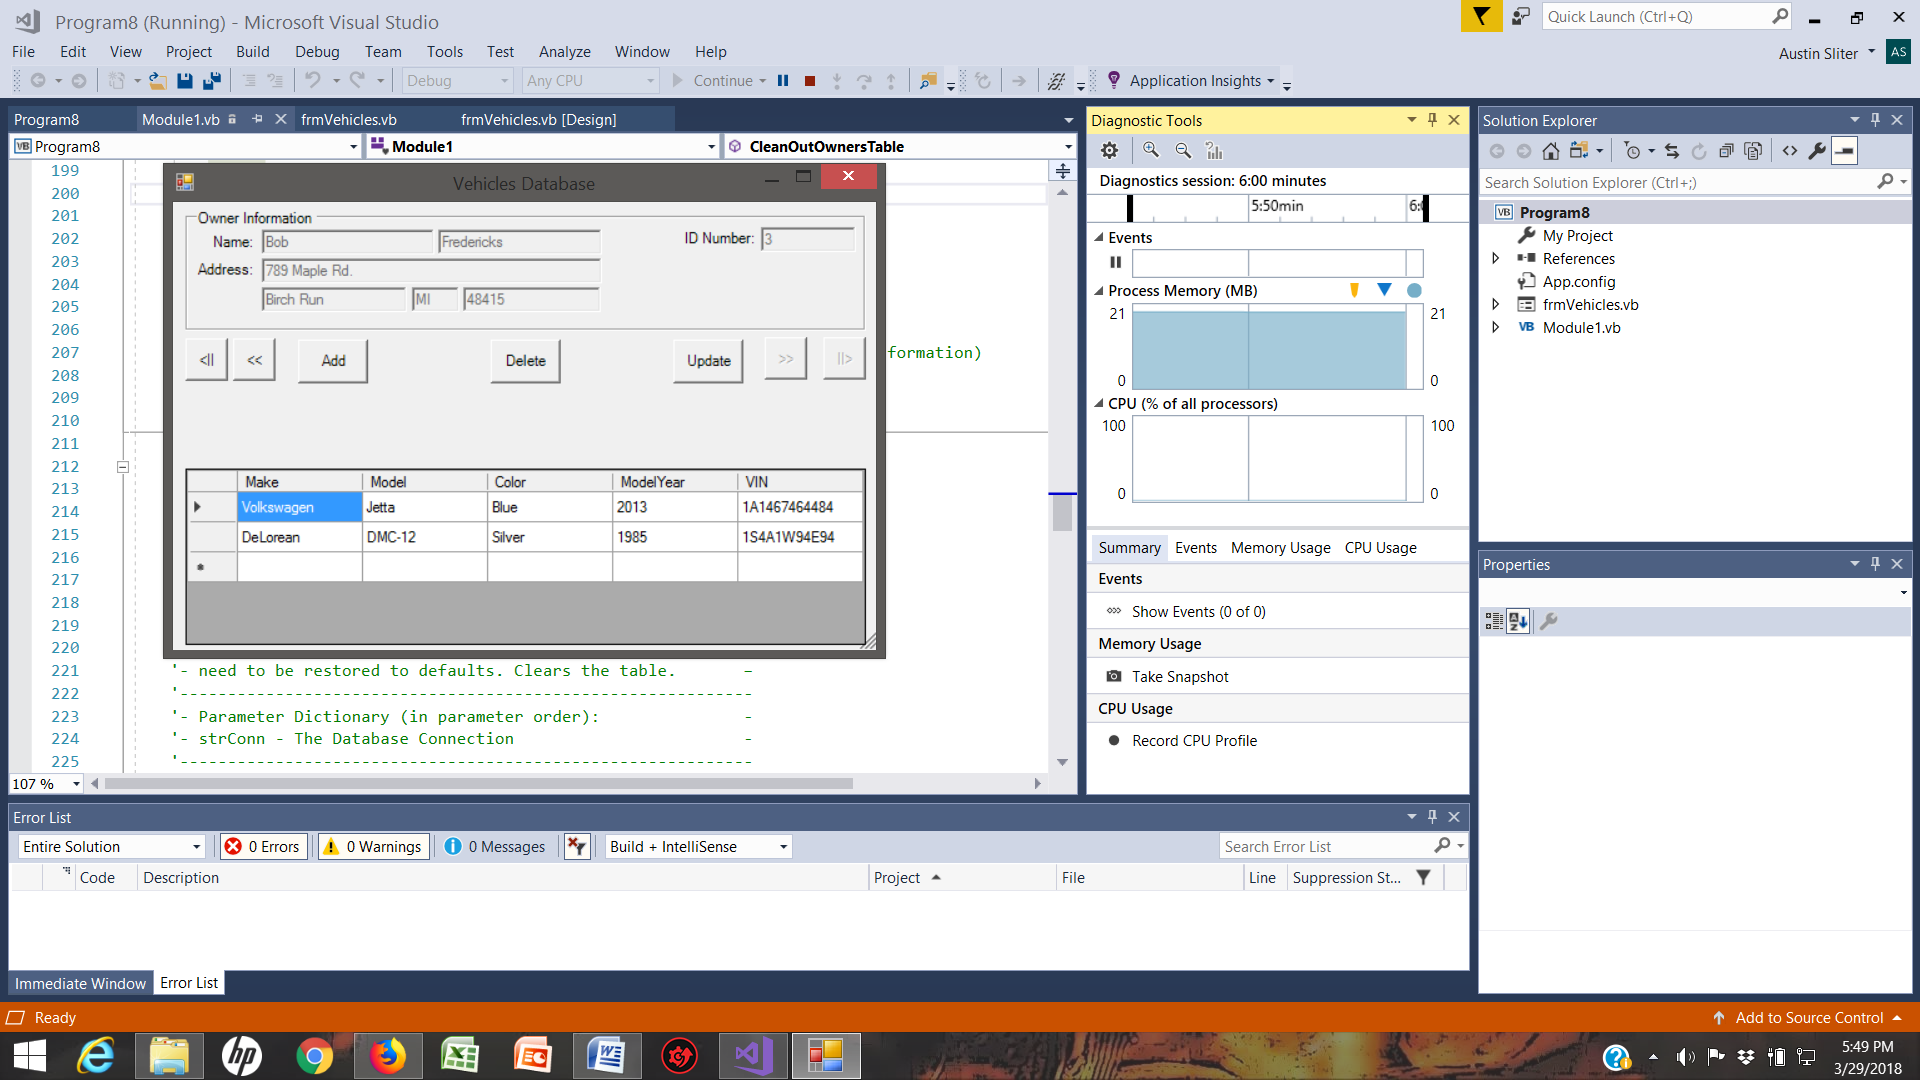 Program8 (Running) - Microsoft Visual Studio
Quick Launch (Ctrl+Q)
File Edit View Project Build Debug Team Tools Test Analyze Window Help
Austin Sliter AS
Debug Any CPU Continue Application Insights
Program8 Module1.vb frmVehicles.vb frmVehicles.vb [Design]
VB Program8 Module1 CleanOutOwnersTable
199
200
201
202
203
204
205
206
207 formation)
208
209
210
211
212
213
214
215
216
217
218
219
220
221 '- need to be restored to defaults. Clears the table. -
222 '------------------------------------------------------------
223 '- Parameter Dictionary (in parameter order): -
224 '- strConn - The Database Connection -
225 '------------------------------------------------------------
107 %
Vehicles Database
Owner Information
Name: Bob Fredericks ID Number: 3
Address: 789 Maple Rd.
Birch Run MI 48415
<|| << Add Delete Update >> ||>
Make Model Color ModelYear VIN
Volkswagen Jetta Blue 2013 1A1467464484
DeLorean DMC-12 Silver 1985 1S4A1W94E94
*
Diagnostic Tools
Diagnostics session: 6:00 minutes
5:50min 6:0
Events
Process Memory (MB)
21 21
0 0
CPU (% of all processors)
100 100
0 0
Summary Events Memory Usage CPU Usage
Events
Show Events (0 of 0)
Memory Usage
Take Snapshot
CPU Usage
Record CPU Profile
Solution Explorer
Search Solution Explorer (Ctrl+;)
VB Program8
My Project
References
App.config
frmVehicles.vb
VB Module1.vb
Properties
Error List
Entire Solution 0 Errors 0 Warnings 0 Messages Build + IntelliSense Search Error List
Code Description Project File Line Suppression St...
Immediate Window Error List
Ready Add to Source Control
5:49 PM
3/29/2018